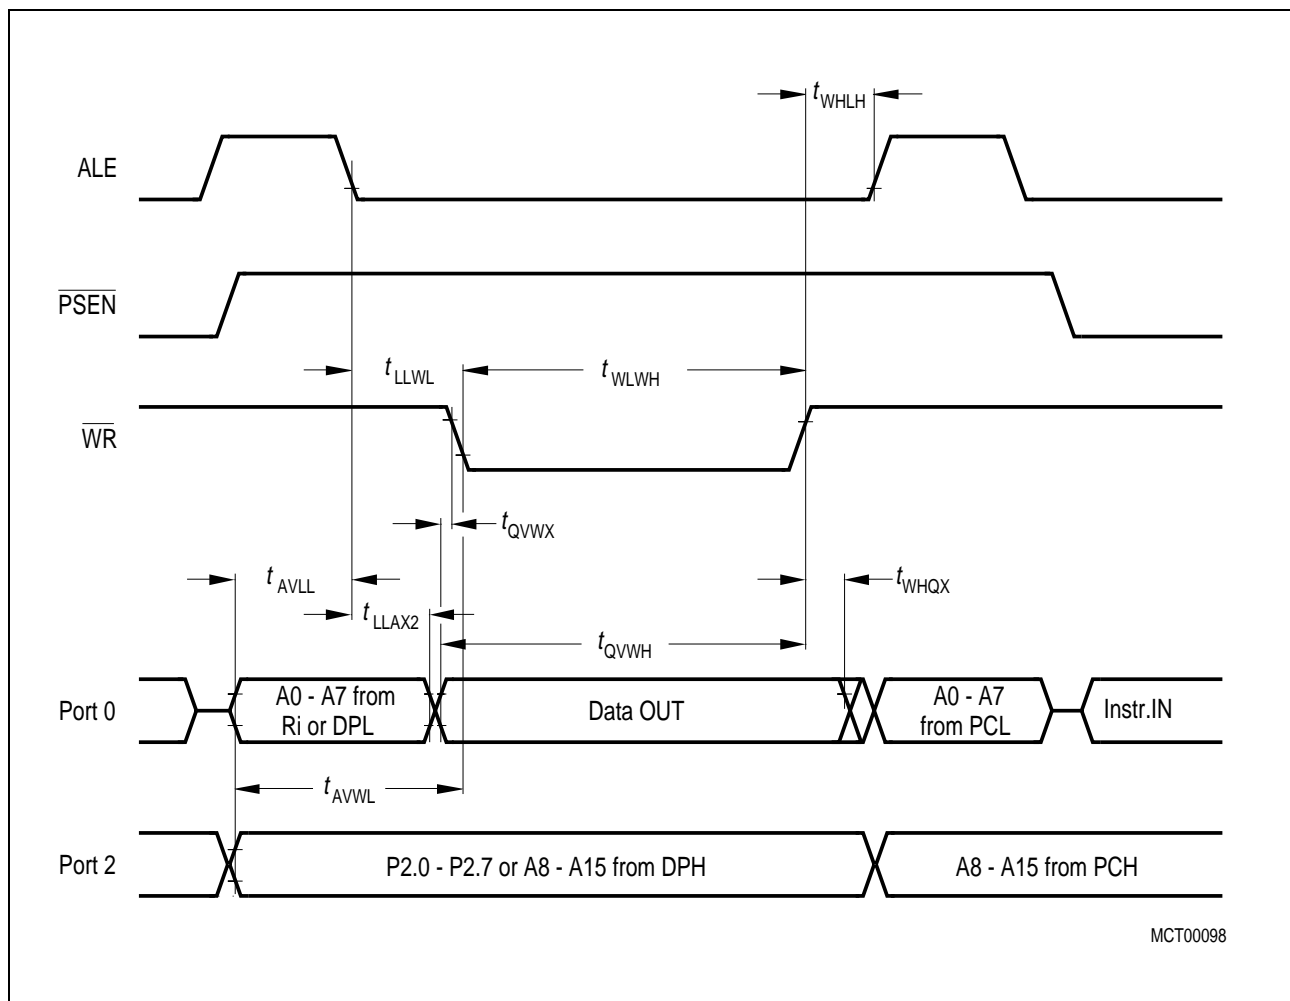 tWHLH
ALE
PSEN
tLLWL
tWLWH
WR
tQVWX
tAVLL
tWHQX
tLLAX2
tQVWH
A0 - A7 from
Ri or DPL
Data OUT
A0 - A7
from PCL
Instr.IN
Port 0
tAVWL
Port 2
P2.0 - P2.7 or A8 - A15 from DPH
A8 - A15 from PCH
MCT00098